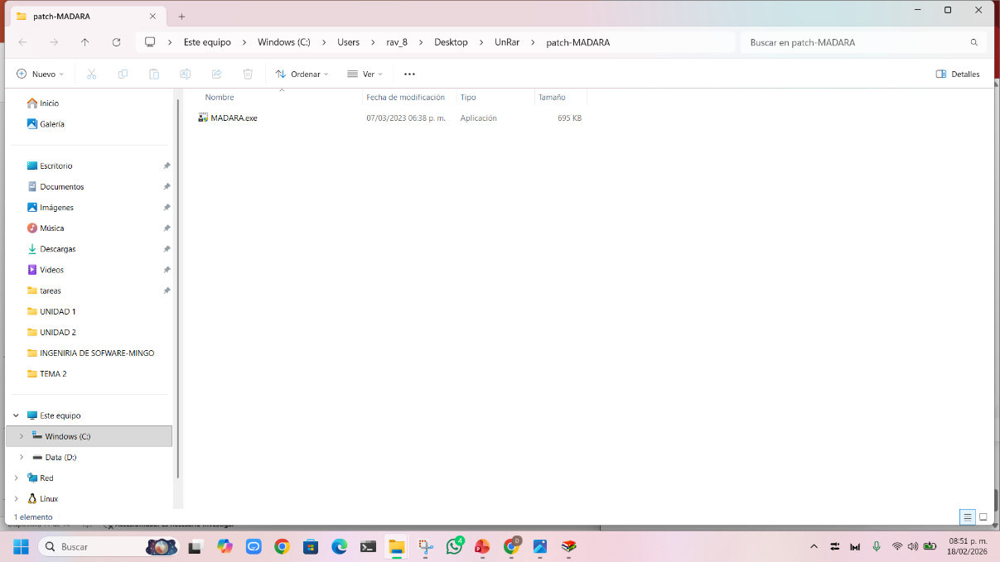 patch-MADARA
Este equipo
Windows (C:)
Users
rav_8
Desktop
UnRar
patch-MADARA
Buscar en patch-MADARA
Nuevo
Ordenar
Ver
Detalles
Inicio
Galería
Escritorio
Documentos
Imágenes
Música
Descargas
Videos
tareas
UNIDAD 1
UNIDAD 2
INGENIRIA DE SOFWARE-MINGO
TEMA 2
Este equipo
Windows (C:)
Data (D:)
Red
Linux
Nombre
Fecha de modificación
Tipo
Tamaño
MADARA.exe
07/03/2023 06:38 p. m.
Aplicación
695 KB
1 elemento
Buscar
4
D
08:51 p. m.
18/02/2026